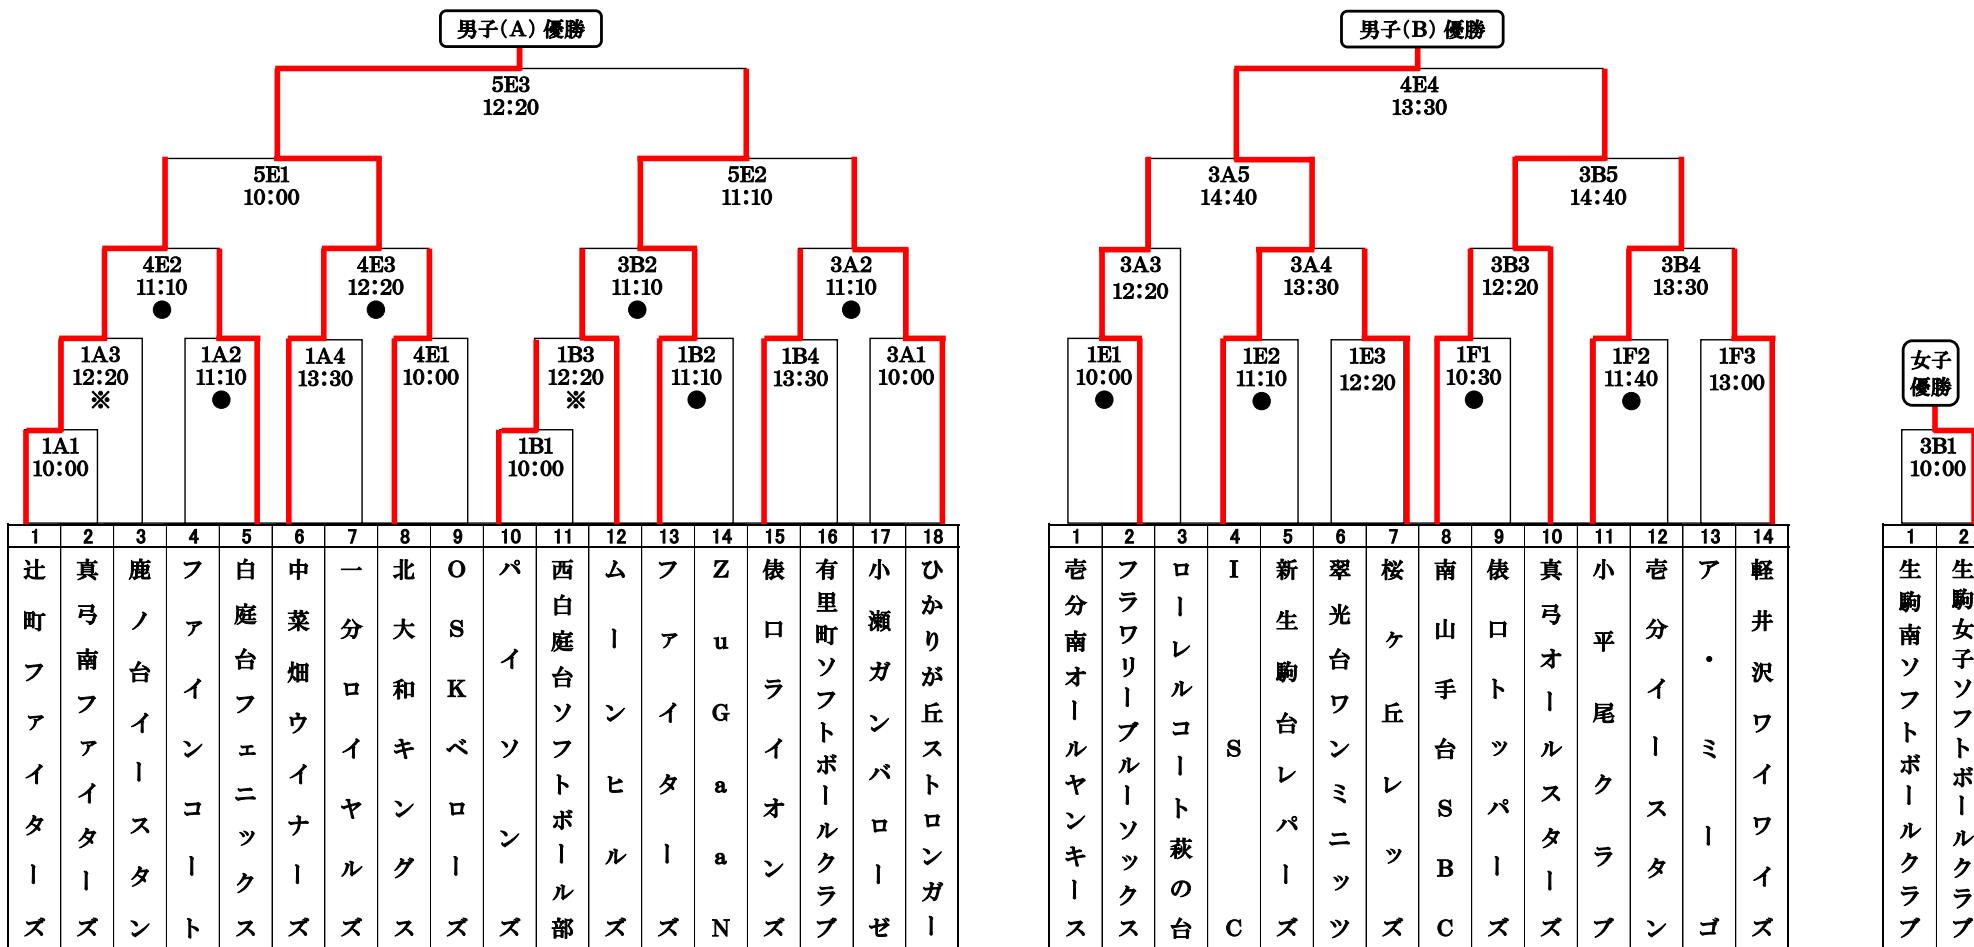 男子(A) 優勝
男子(B) 優勝
5E3
12:20
4E4
13:30
5E1
10:00
5E2
11:10
3A5
14:40
3B5
14:40
4E2
11:10
●
4E3
12:20
●
3B2
11:10
●
3A2
11:10
●
3A3
12:20
3A4
13:30
3B3
12:20
3B4
13:30
1A3
12:20
※
1A2
11:10
●
1A4
13:30
4E1
10:00
1B3
12:20
※
1B2
11:10
●
1B4
13:30
3A1
10:00
1E1
10:00
●
1E2
11:10
●
1E3
12:20
1F1
10:30
●
1F2
11:40
●
1F3
13:00
女子
優勝
1A1
10:00
1B1
10:00
3B1
10:00
1 辻町ファイターズ
2 真弓南ファイターズ
3 鹿ノ台イースタン
4 ファインコート
5 白庭台フェニックス
6 中菜畑ウイナーズ
7 一分ロイヤルズ
8 北大和キングス
9 OSKベローズ
10 パイソンズ
11 西白庭台ソフトボール部
12 ムーンヒルズ
13 ファイターズ
14 ZuGaaN
15 俵口ライオンズ
16 有里町ソフトボールクラブ
17 小瀬ガンバローゼ
18 ひかりが丘ストロンガー
1 壱分南オールヤンキース
2 フラワリーブルーソックス
3 ローレルコート萩の台
4 ISC
5 新生駒台レパーズ
6 翠光台ワンミニッツ
7 桜ヶ丘レッズ
8 南山手台SBC
9 俵口トッパーズ
10 真弓オールスターズ
11 小平尾クラブ
12 壱分イースタン
13 ア・ミーゴ
14 軽井沢ワイワイズ
1 生駒南ソフトボールクラブ
2 生駒女子ソフトボールクラブ